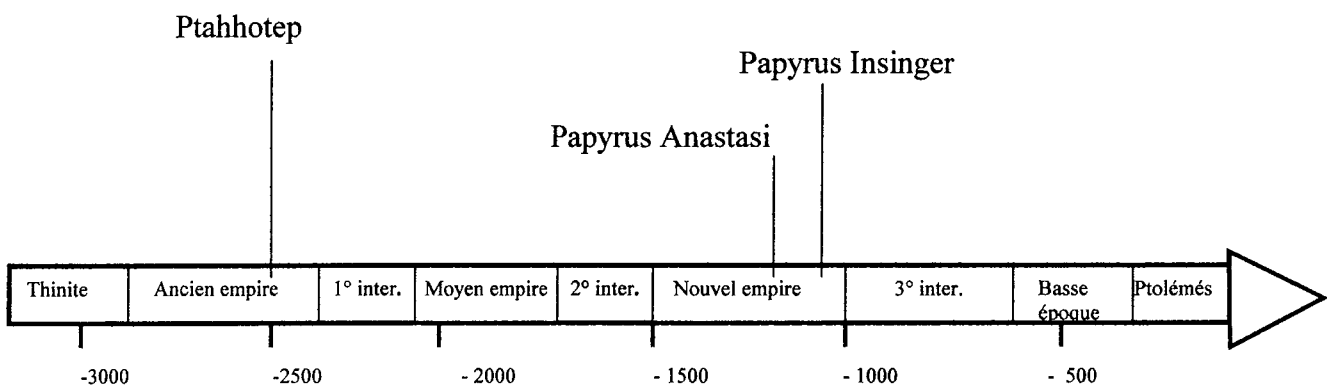 Ptahhotep
Papyrus Insinger
Papyrus Anastasi
Thinite
Ancien empire
1° inter.
Moyen empire
2° inter.
Nouvel empire
3° inter.
Basse
époque
Ptolémés
-3000
-2500
- 2000
- 1500
- 1000
- 500